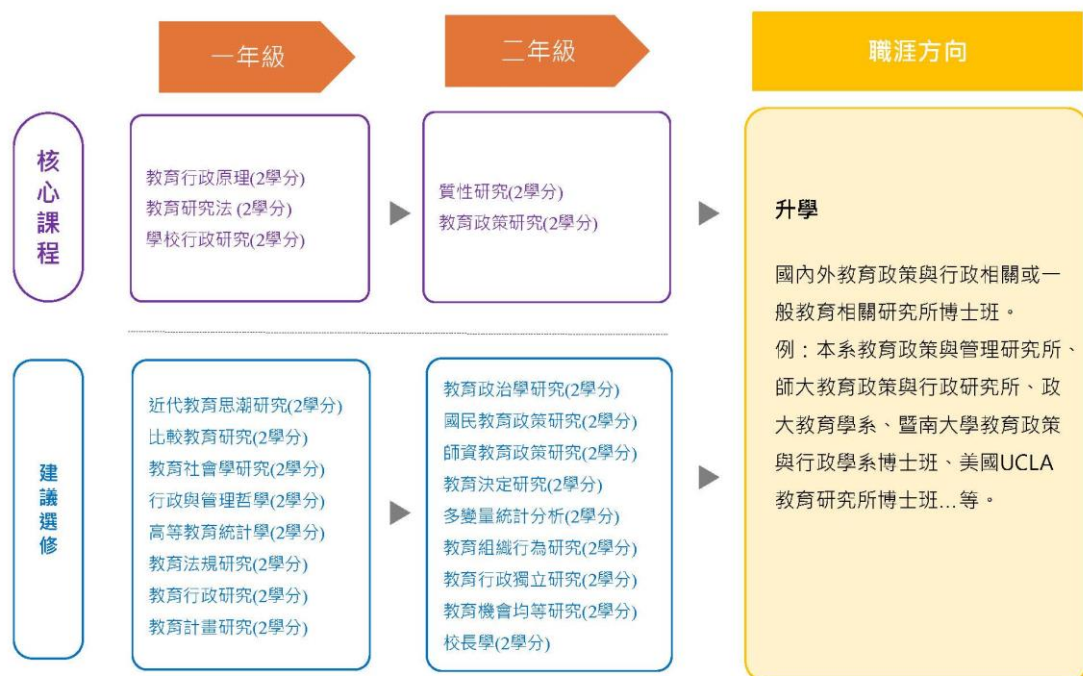 一年級
二年級
職涯方向
核心課程
教育行政原理(2學分)
教育研究法 (2學分)
學校行政研究(2學分)
質性研究(2學分)
教育政策研究(2學分)
建議選修
近代教育思潮研究(2學分)
比較教育研究(2學分)
教育社會學研究(2學分)
行政與管理哲學(2學分)
高等教育統計學(2學分)
教育法規研究(2學分)
教育行政研究(2學分)
教育計畫研究(2學分)
教育政治學研究(2學分)
國民教育政策研究(2學分)
師資教育政策研究(2學分)
教育決定研究(2學分)
多變量統計分析(2學分)
教育組織行為研究(2學分)
教育行政獨立研究(2學分)
教育機會均等研究(2學分)
校長學(2學分)
升學
國內外教育政策與行政相關或一
般教育相關研究所博士班。
例：本系教育政策與管理研究所、
師大教育政策與行政研究所、政
大教育學系、暨南大學教育政策
與行政學系博士班、美國UCLA
教育研究所博士班...等。